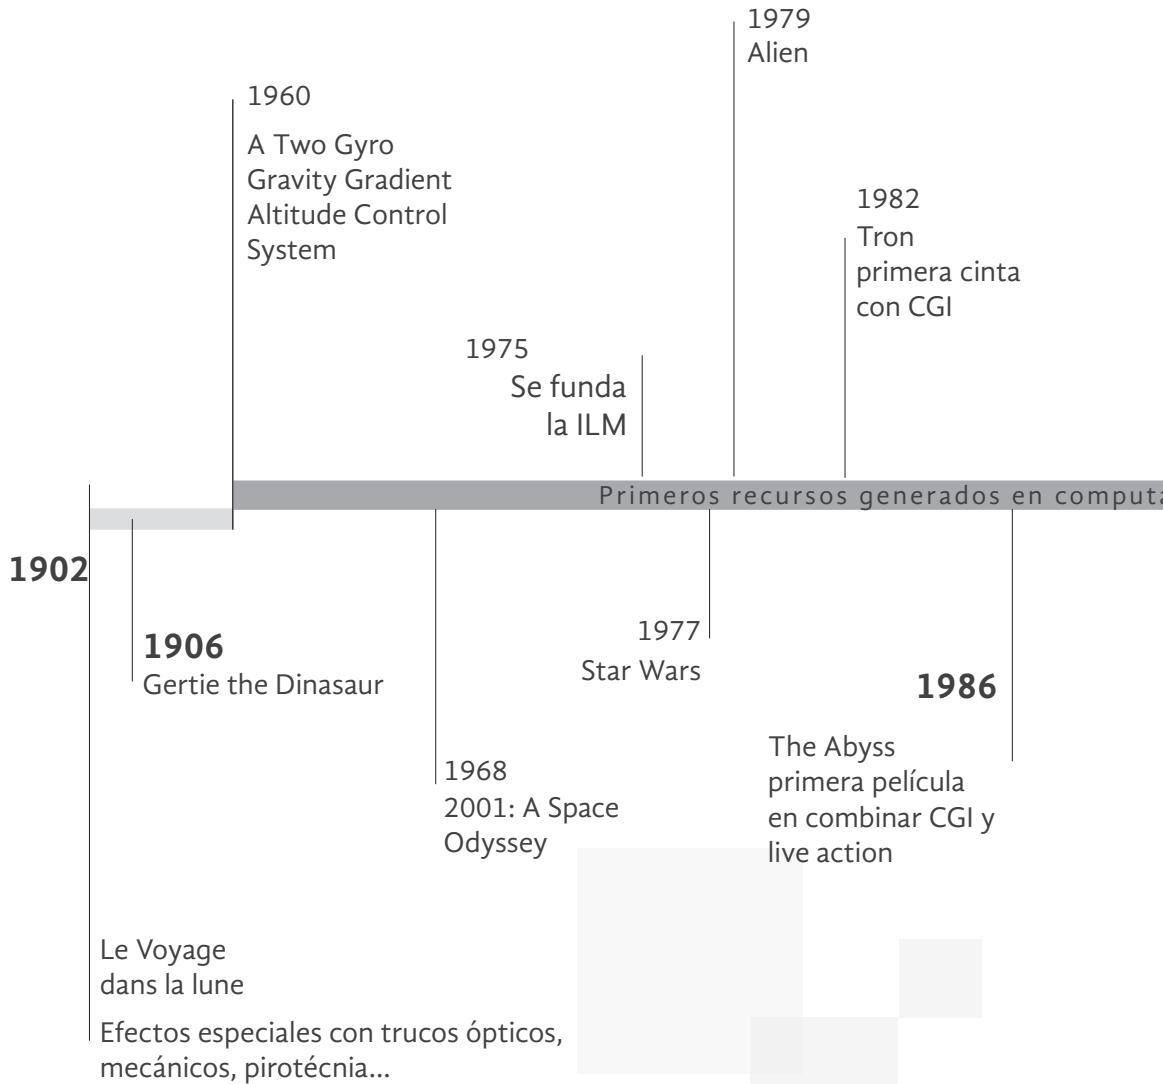 1979
Alien
1960
A Two Gyro
Gravity Gradient
Altitude Control
System
1982
Tron
primera cinta
con CGI
1975
Se funda
la ILM
Primeros recursos generados en computa
1902
1906
Gertie the Dinasaur
1977
Star Wars
1986
The Abyss
primera película
en combinar CGI y
live action
1968
2001: A Space
Odyssey
Le Voyage
dans la lune
Efectos especiales con trucos ópticos,
mecánicos, pirotécnia...